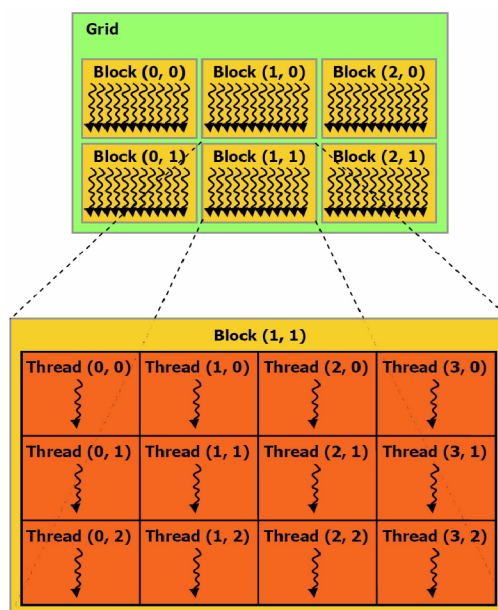 Grid
Block (0, 0) Block (1, 0) Block (2, 0)
Block (0, 1) Block (1, 1) Block (2, 1)
Block (1, 1)
Thread (0, 0) Thread (1, 0) Thread (2, 0) Thread (3, 0)
Thread (0, 1) Thread (1, 1) Thread (2, 1) Thread (3, 1)
Thread (0, 2) Thread (1, 2) Thread (2, 2) Thread (3, 2)